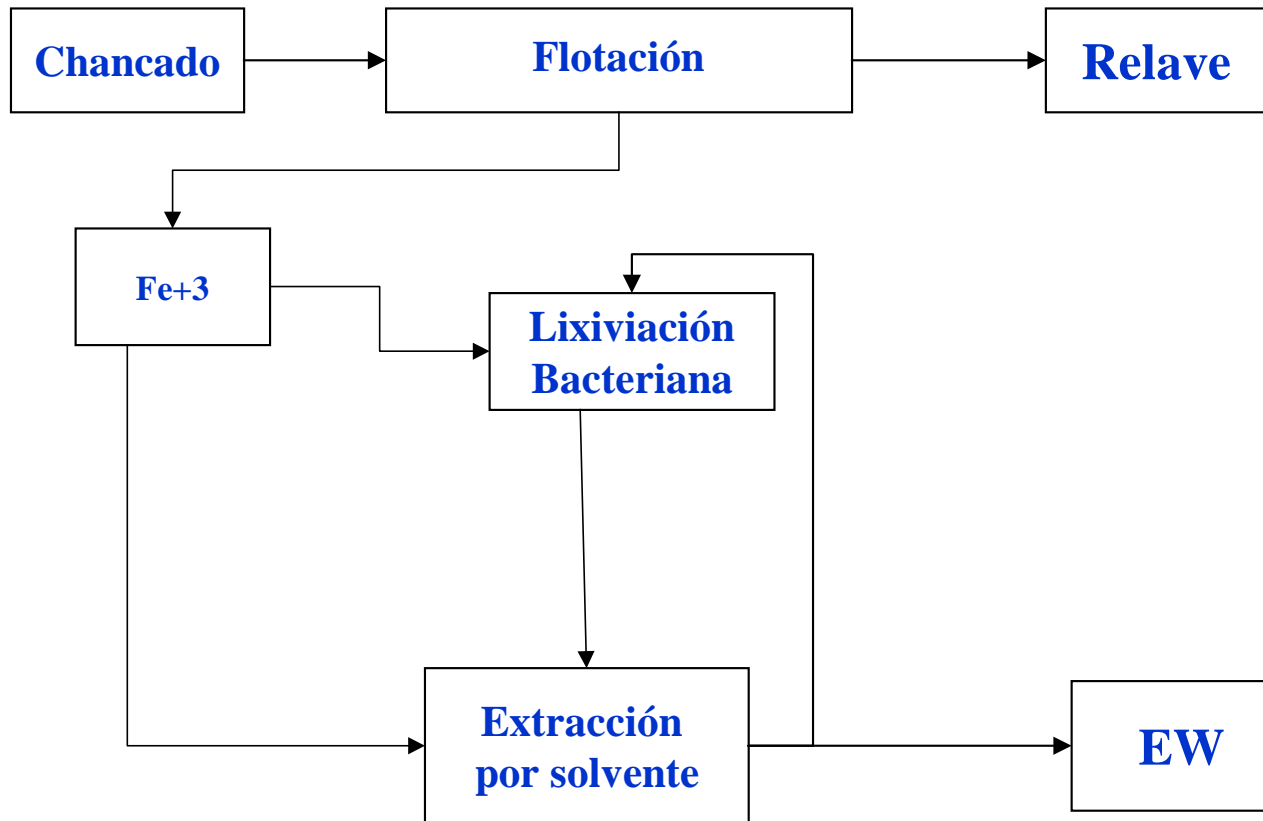 Chancado
Flotación
Relave
Fe+3
Lixiviación
Bacteriana
Extracción
por solvente
EW